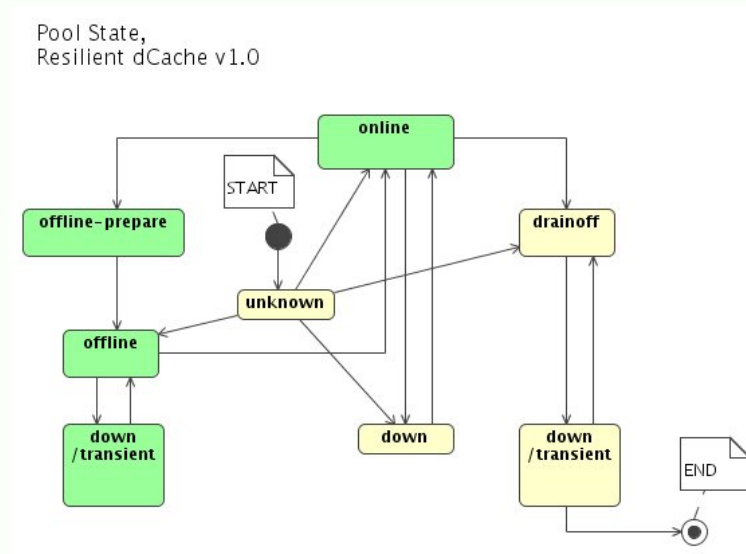 Pool State,
Resilient dCache v1.0
online
START
offline-prepare
drainoff
unknown
offline
down
/transient
down
down
/transient
END